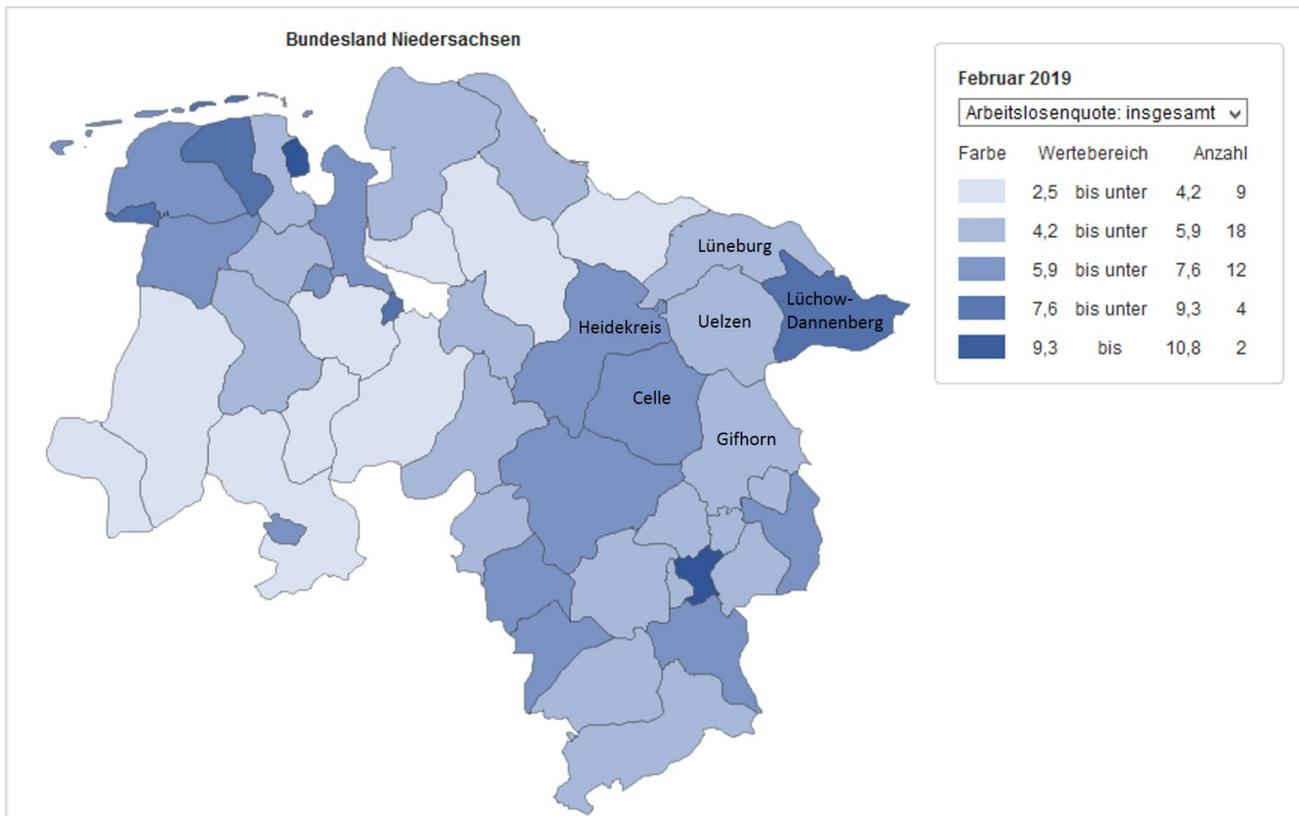 Bundesland Niedersachsen
Februar 2019
Arbeitslosenquote: insgesamt
Farbe Wertebereich Anzahl
2,5 bis unter 4,2 9
4,2 bis unter 5,9 18
5,9 bis unter 7,6 12
7,6 bis unter 9,3 4
9,3 bis 10,8 2
Lüneburg
Lüchow-
Dannenberg
Uelzen
Heidekreis
Celle
Gifhorn